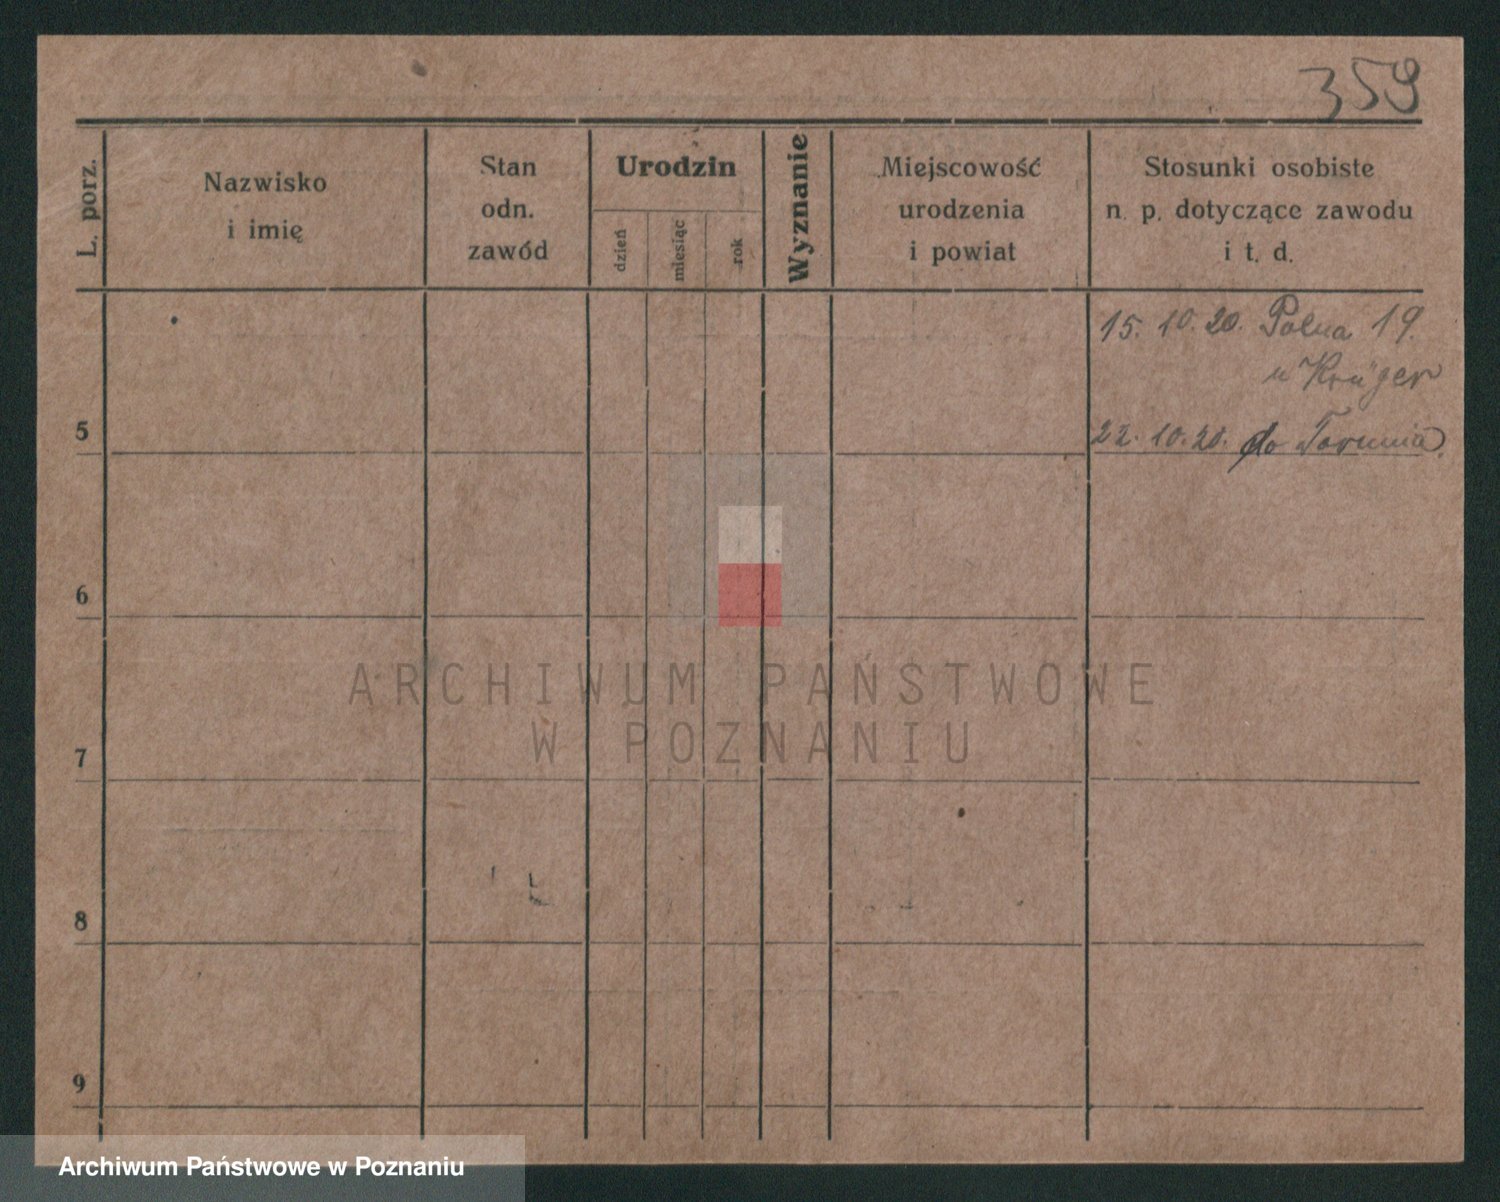 359
L. porz.
Nazwisko
i imię
Stan
odn.
zawód
Urodzin
dzień
miesiąc
rok
Wyznanie
Miejscowość
urodzenia
i powiat
Stosunki osobiste
n. p. dotyczące zawodu
i t. d.
15. 10. 20. Polna 19.
u Krüger
5
22. 10. 20. do Torunia.
6
7
8
9
ARCHIWUM PAŃSTWOWE
W POZNANIU
Archiwum Państwowe w Poznaniu